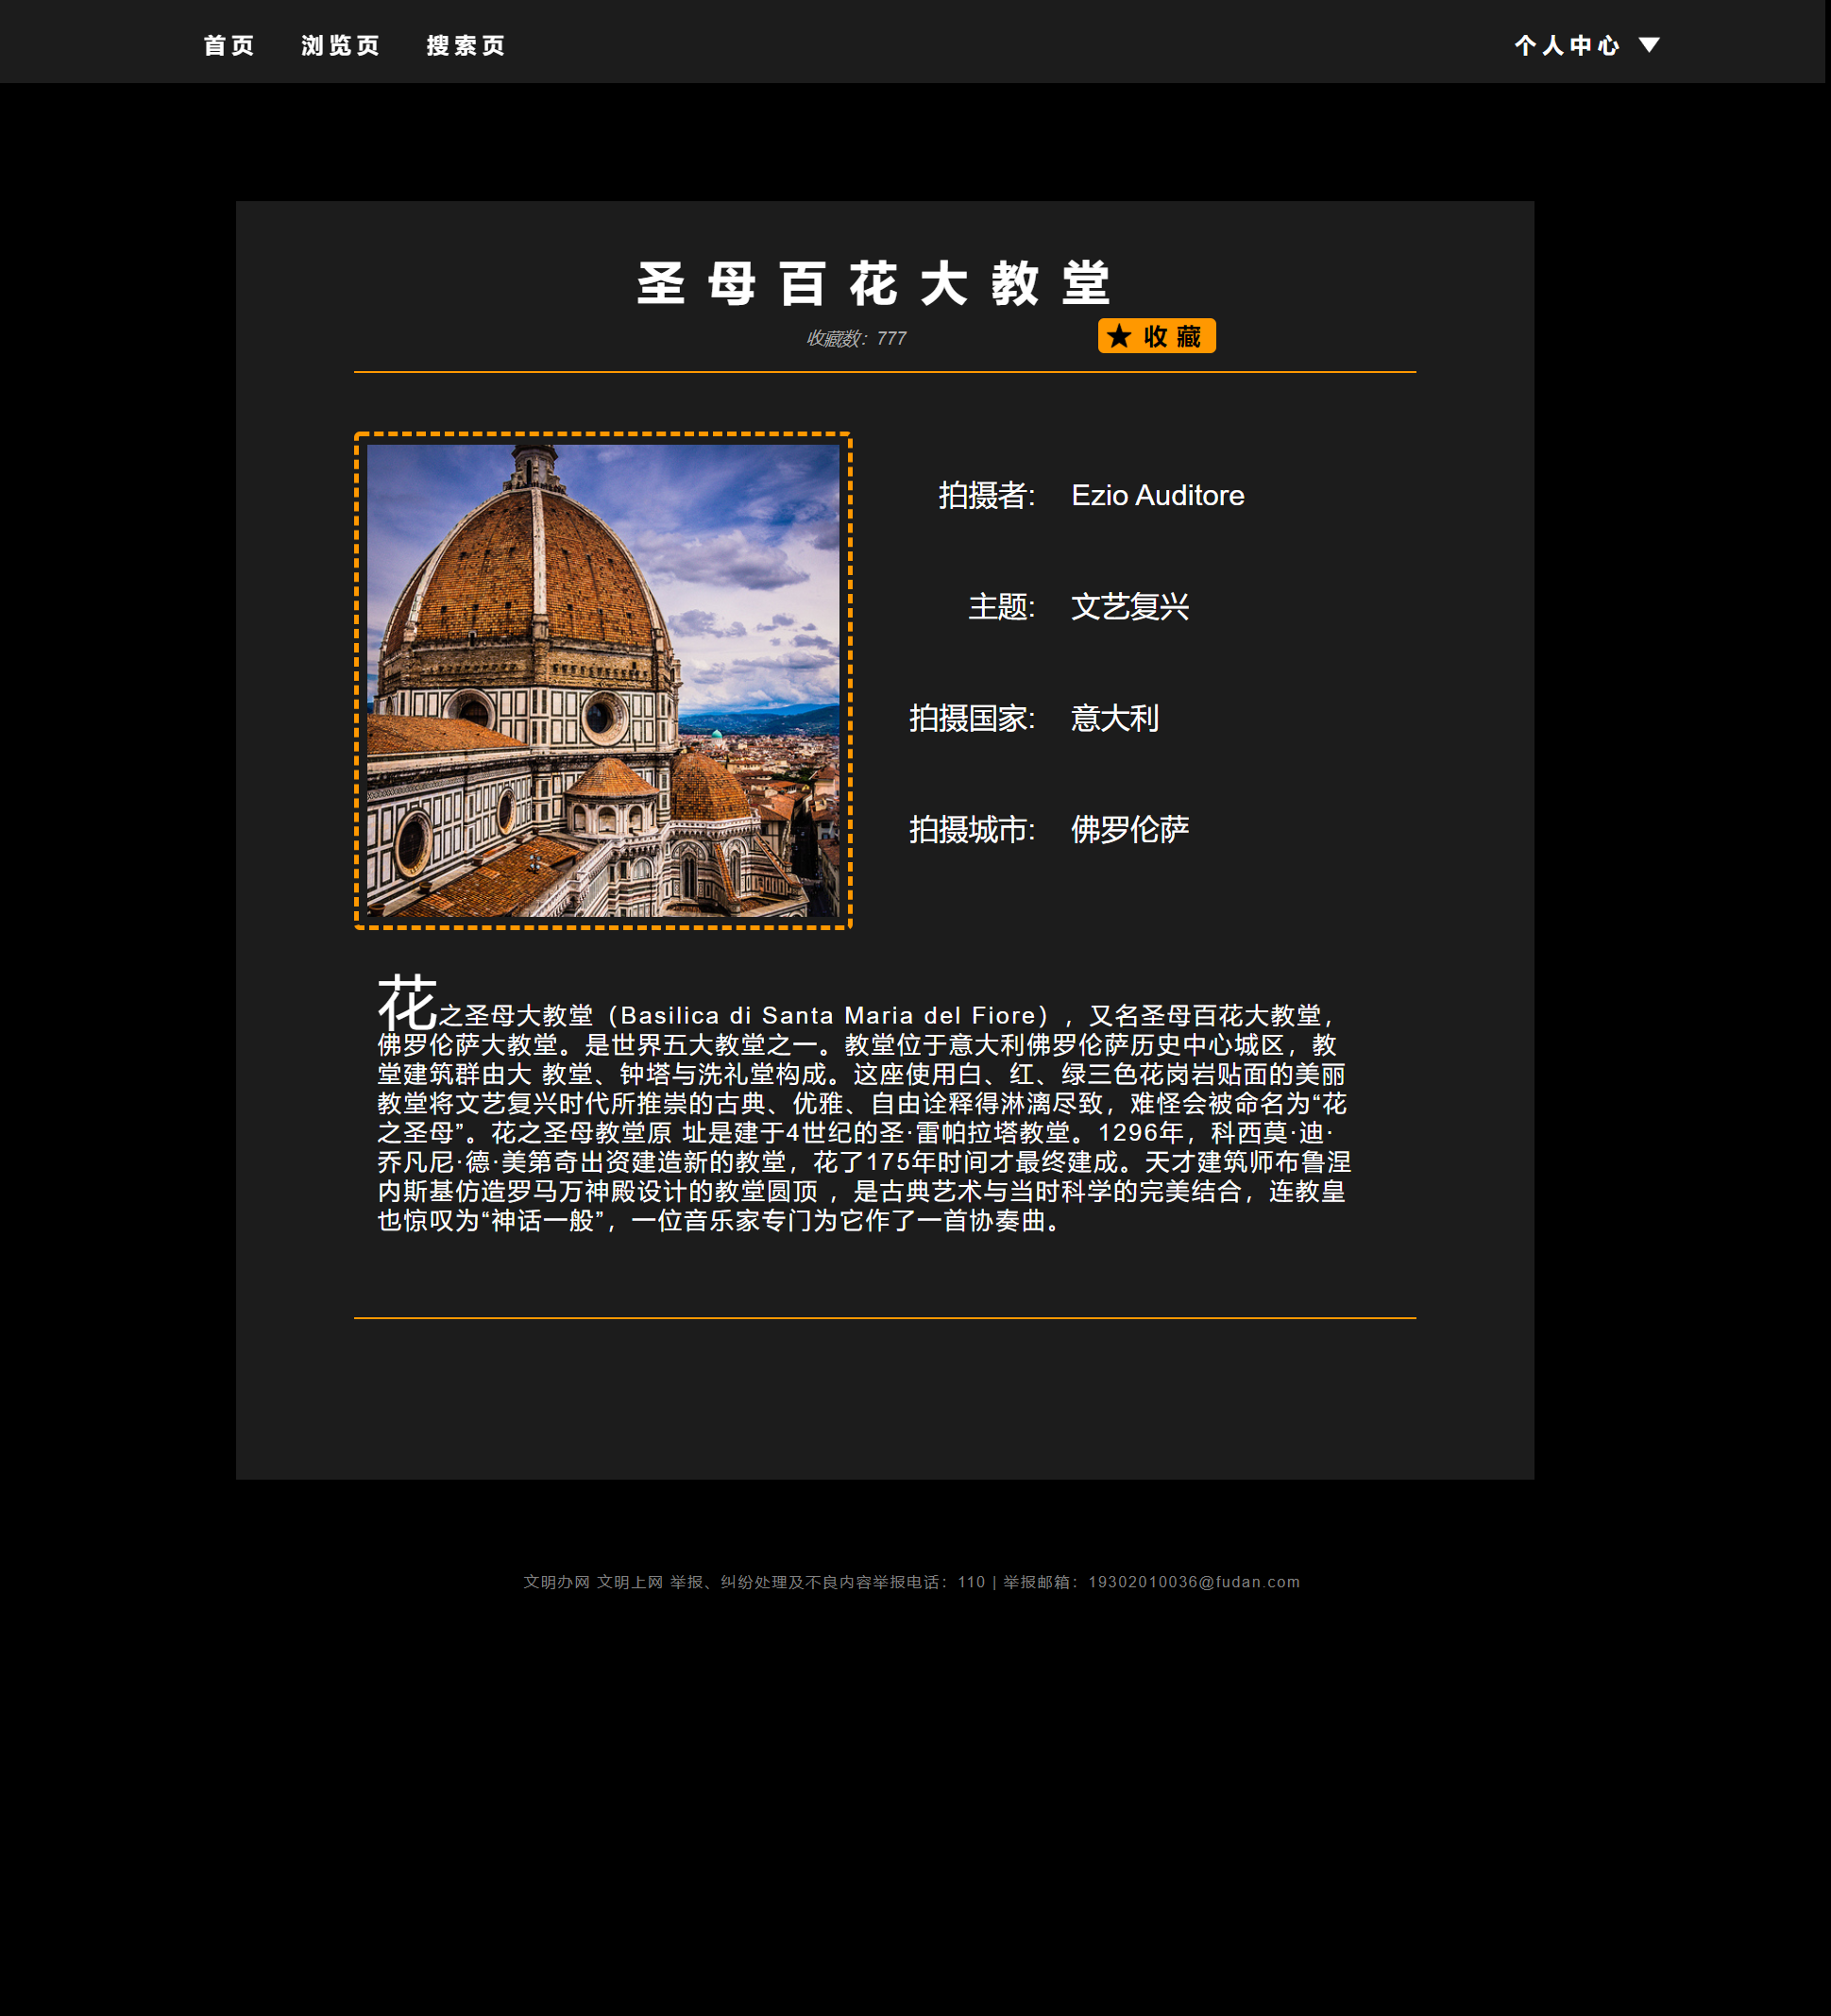 首页 浏览页 搜索页 个人中心 ▼
圣母百花大教堂
收藏数：777 ★ 收藏
拍摄者: Ezio Auditore
主题: 文艺复兴
拍摄国家: 意大利
拍摄城市: 佛罗伦萨
花之圣母大教堂（Basilica di Santa Maria del Fiore），又名圣母百花大教堂，
佛罗伦萨大教堂。是世界五大教堂之一。教堂位于意大利佛罗伦萨历史中心城区，教
堂建筑群由大 教堂、钟塔与洗礼堂构成。这座使用白、红、绿三色花岗岩贴面的美丽
教堂将文艺复兴时代所推崇的古典、优雅、自由诠释得淋漓尽致，难怪会被命名为“花
之圣母”。花之圣母教堂原 址是建于4世纪的圣·雷帕拉塔教堂。1296年，科西莫·迪·
乔凡尼·德·美第奇出资建造新的教堂，花了175年时间才最终建成。天才建筑师布鲁涅
内斯基仿造罗马万神殿设计的教堂圆顶 ，是古典艺术与当时科学的完美结合，连教皇
也惊叹为“神话一般”，一位音乐家专门为它作了一首协奏曲。
文明办网 文明上网 举报、纠纷处理及不良内容举报电话：110 | 举报邮箱：19302010036@fudan.com